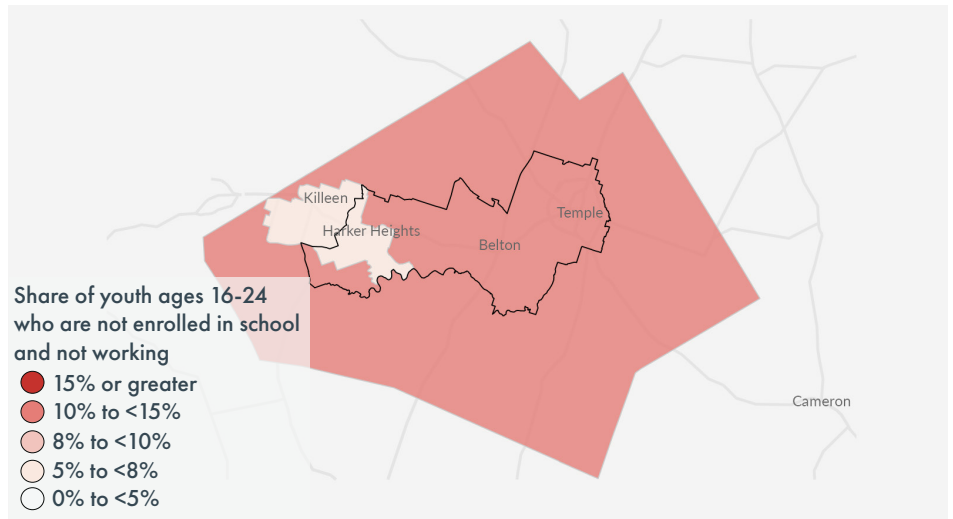 Killeen
Harker Heights
Temple
Belton
Cameron
Share of youth ages 16-24
who are not enrolled in school
and not working
15% or greater
10% to <15%
8% to <10%
5% to <8%
0% to <5%